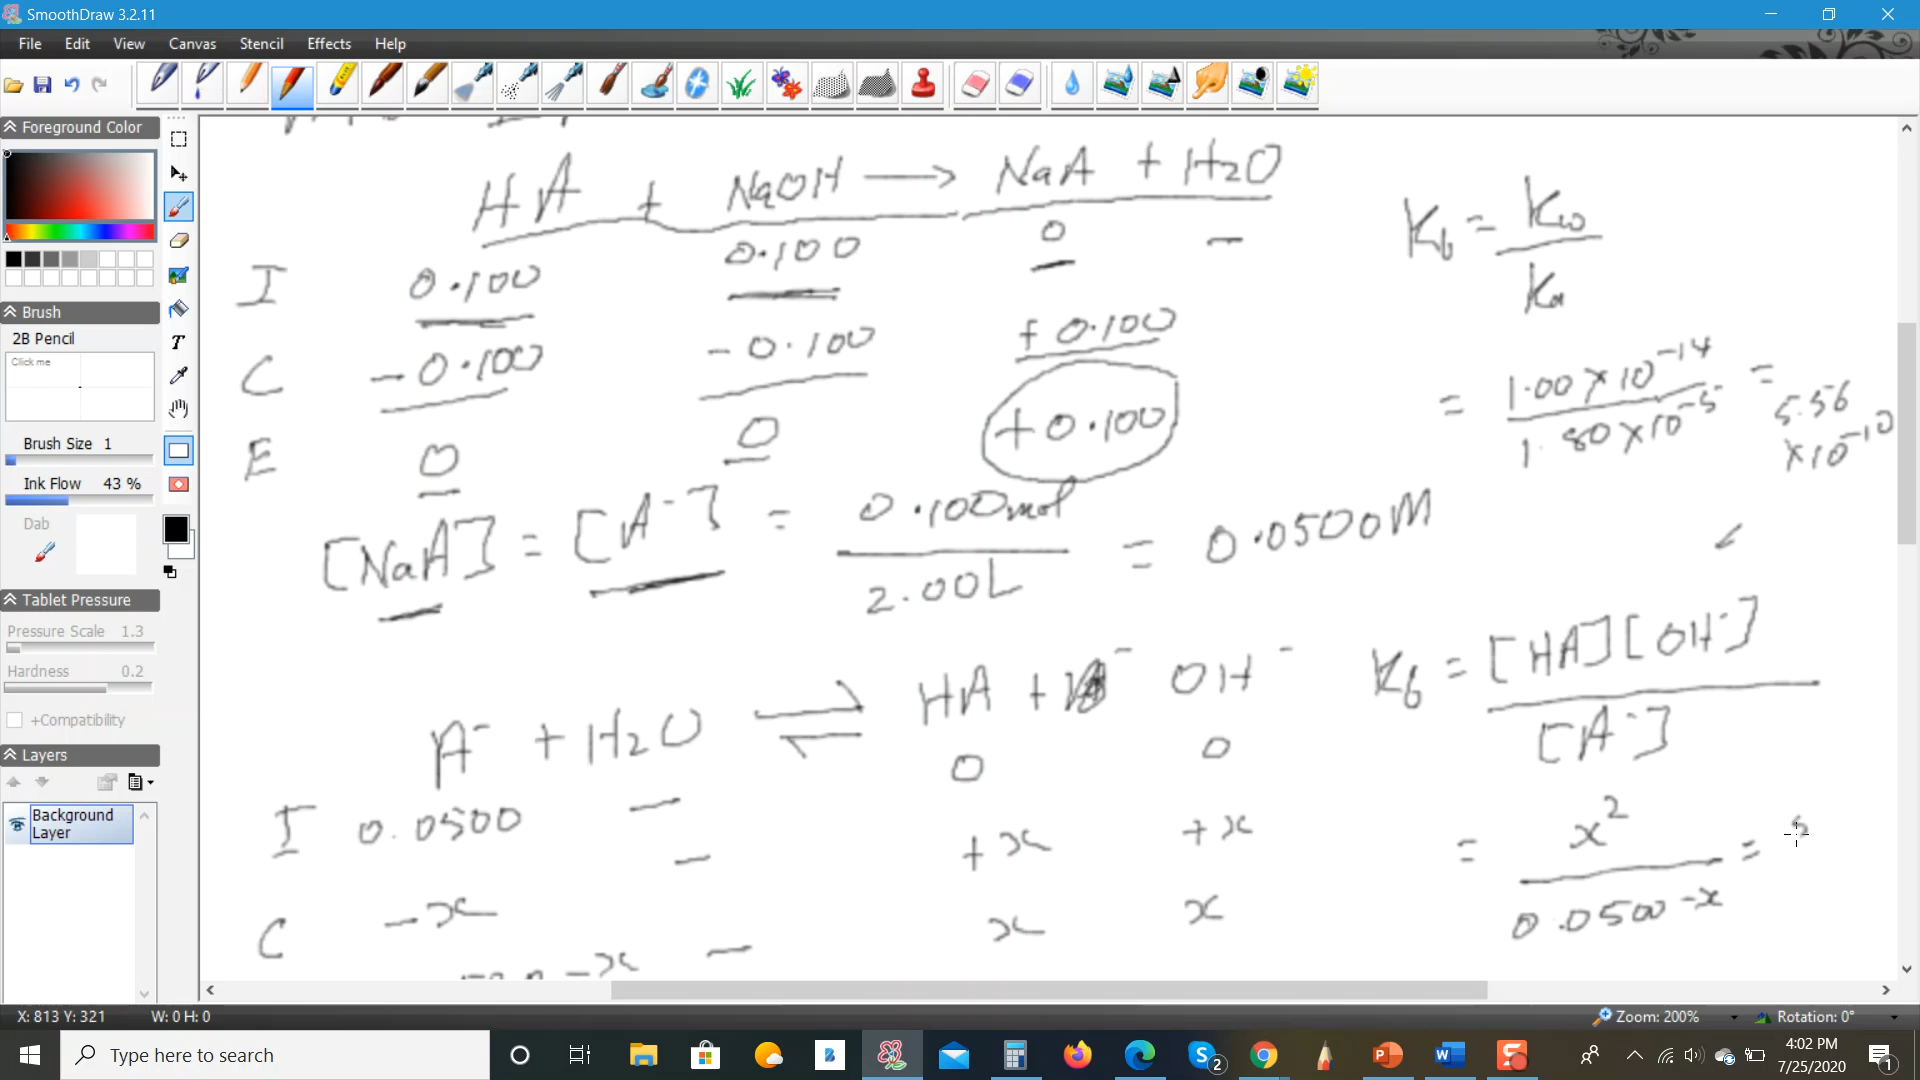 SmoothDraw 3.2.11
File Edit View Canvas Stencil Effects Help
Foreground Color
Brush
2B Pencil
Click me
Brush Size 1
Ink Flow 43 %
Dab
Tablet Pressure
Pressure Scale 1.3
Hardness 0.2
+Compatibility
Layers
Background Layer
HA + NaOH → NaA + H2O
I 0.100 0.100 0 –
C -0.100 -0.100 +0.100
E 0 0 +0.100
Kb = Kw / Ka
= 1.00 × 10^-14 / 1.80 × 10^-5 = 5.56 × 10^-10
[NaA] = [A⁻] = 0.100 mol / 2.00L = 0.0500M
A⁻ + H2O ⇌ HA + ⁻ OH⁻
I 0.0500 – 0 0
C -x – +x +x
-x – x x
Kb = [HA][OH⁻] / [A⁻]
= x² / 0.0500-x =
X: 813 Y: 321 W: 0 H: 0
Zoom: 200% Rotation: 0°
Type here to search
4:02 PM
7/25/2020